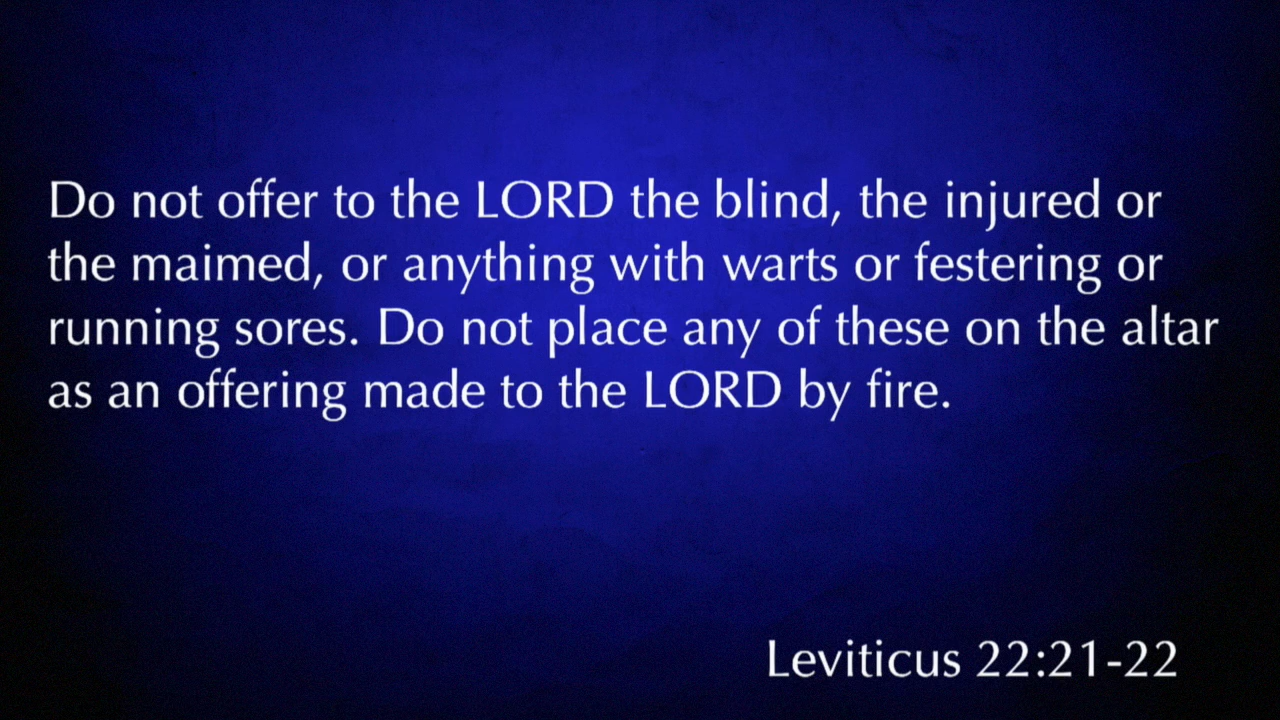 Do not offer to the LORD the blind, the injured or
the maimed, or anything with warts or festering or
running sores. Do not place any of these on the altar
as an offering made to the LORD by fire.
Leviticus 22:21-22